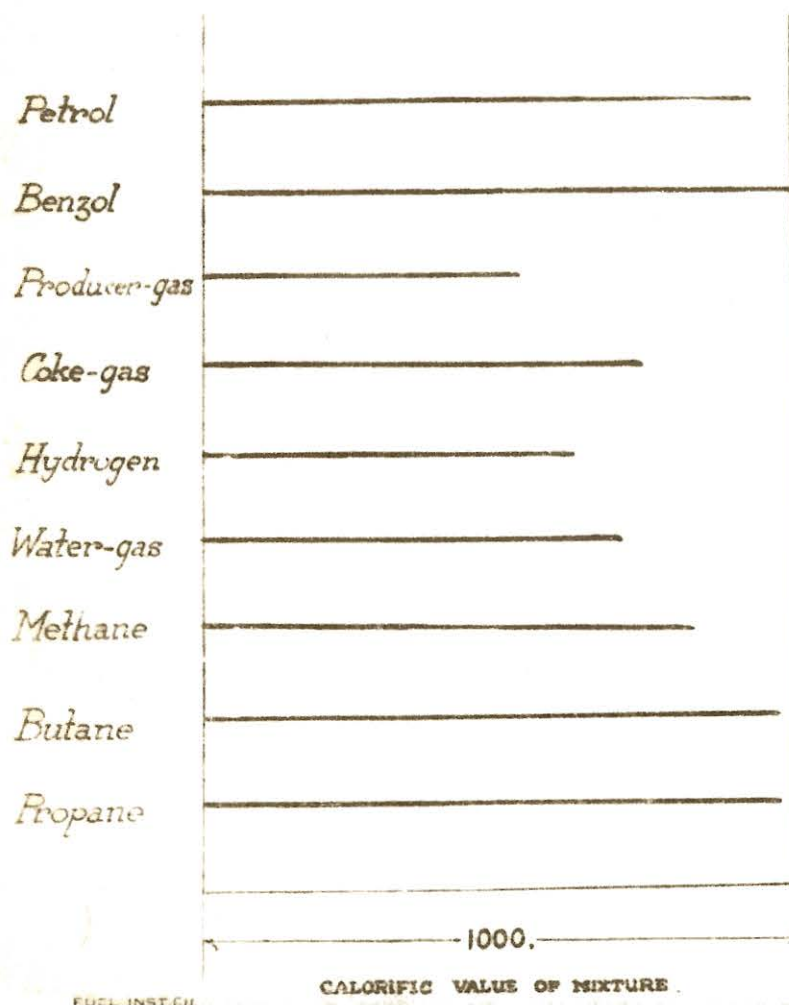 Petrol
Benzol
Producer-gas
Coke-gas
Hydrogen
Water-gas
Methane
Butane
Propane
1000.
CALORIFIC VALUE OF MIXTURE.